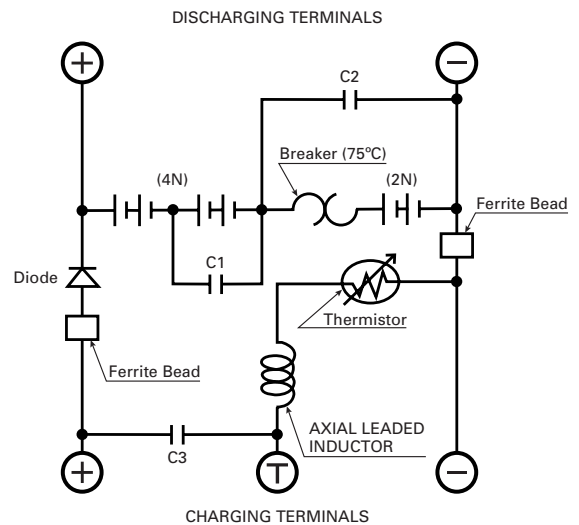 DISCHARGING TERMINALS
+
−
C2
Breaker (75ºC)
(4N)
(2N)
Ferrite Bead
C1
Diode
Thermistor
Ferrite Bead
AXIAL LEADED
INDUCTOR
C3
+
T
−
CHARGING TERMINALS